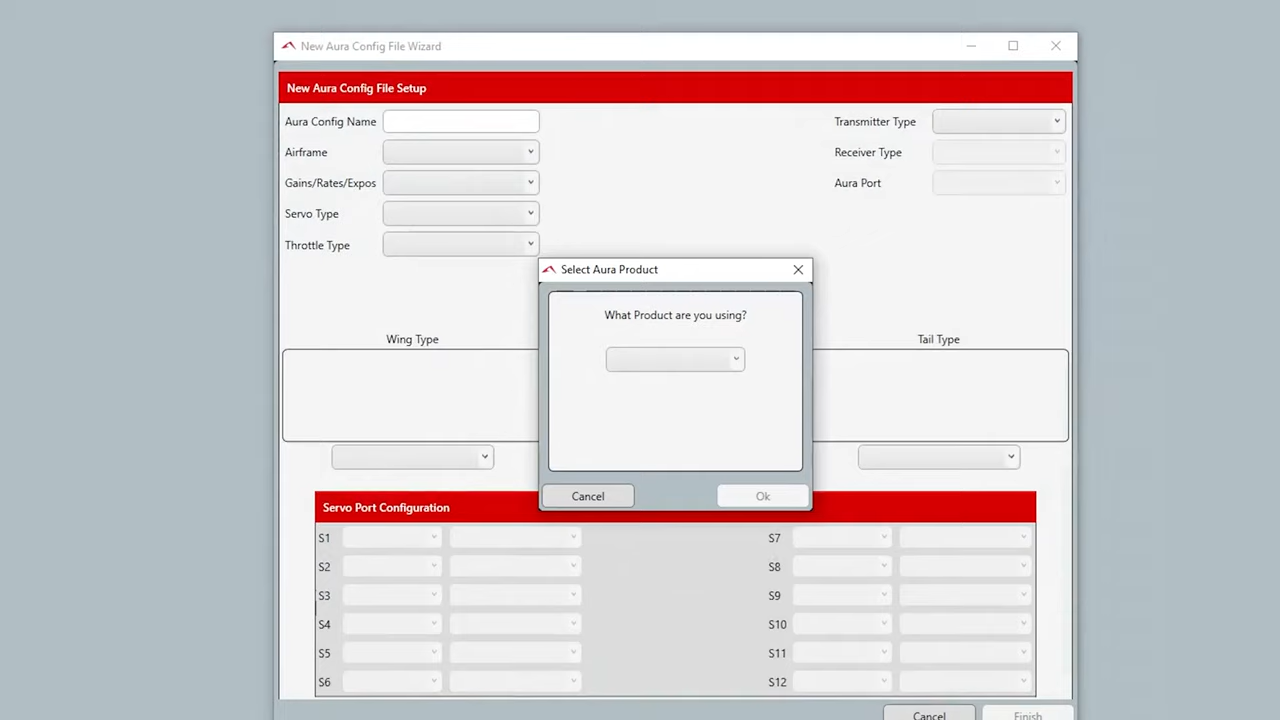 New Aura Config File Wizard
New Aura Config File Setup
Aura Config Name
Transmitter Type
Airframe
Receiver Type
Gains/Rates/Expos
Aura Port
Servo Type
Throttle Type
Select Aura Product
What Product are you using?
Wing Type
Tail Type
Cancel
Ok
Servo Port Configuration
S1
S7
S2
S8
S3
S9
S4
S10
S5
S11
S6
S12
Cancel
Finish